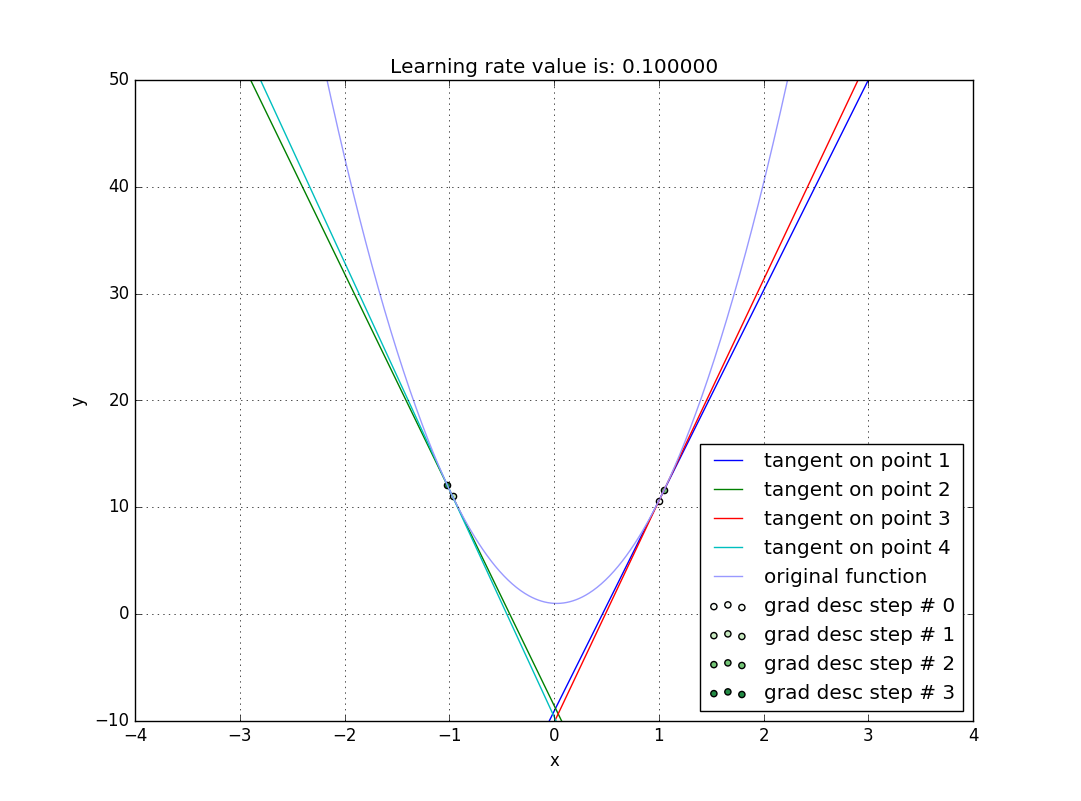 Learning rate value is: 0.100000
50
40
30
20
10
0
−10
y
−4 −3 −2 −1 0 1 2 3 4
x
tangent on point 1
tangent on point 2
tangent on point 3
tangent on point 4
original function
grad desc step # 0
grad desc step # 1
grad desc step # 2
grad desc step # 3